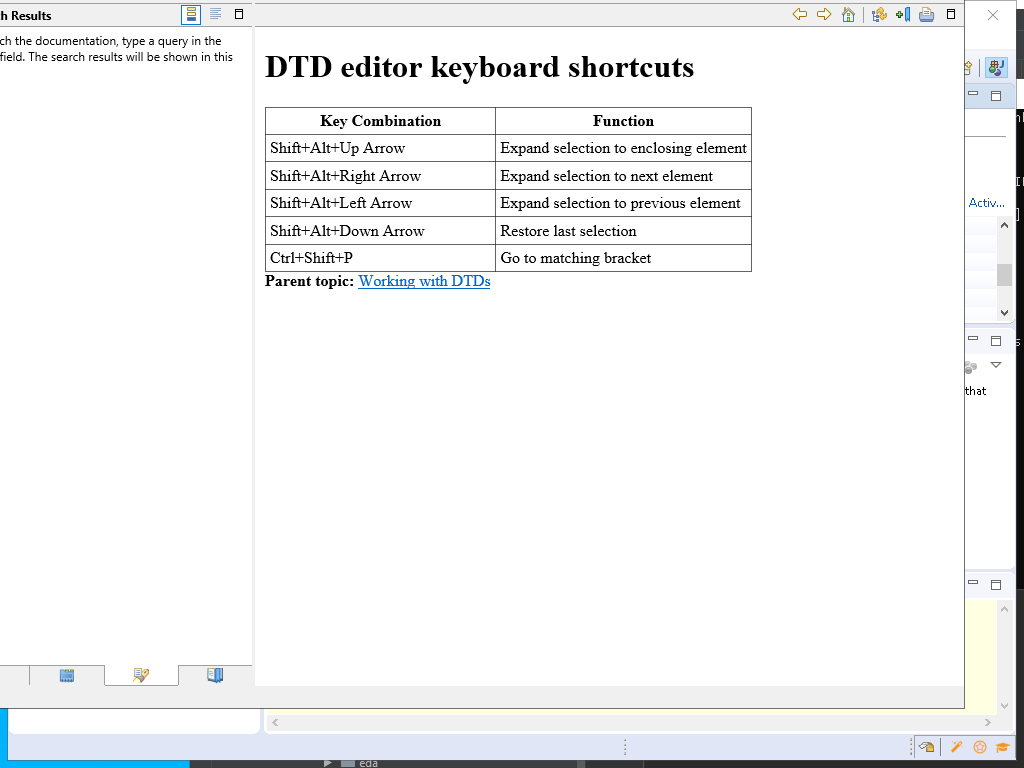 h Results
ch the documentation, type a query in the
field. The search results will be shown in this
DTD editor keyboard shortcuts
Key Combination Function
Shift+Alt+Up Arrow Expand selection to enclosing element
Shift+Alt+Right Arrow Expand selection to next element
Shift+Alt+Left Arrow Expand selection to previous element
Shift+Alt+Down Arrow Restore last selection
Ctrl+Shift+P Go to matching bracket
Parent topic: Working with DTDs
Activ...
that
eda